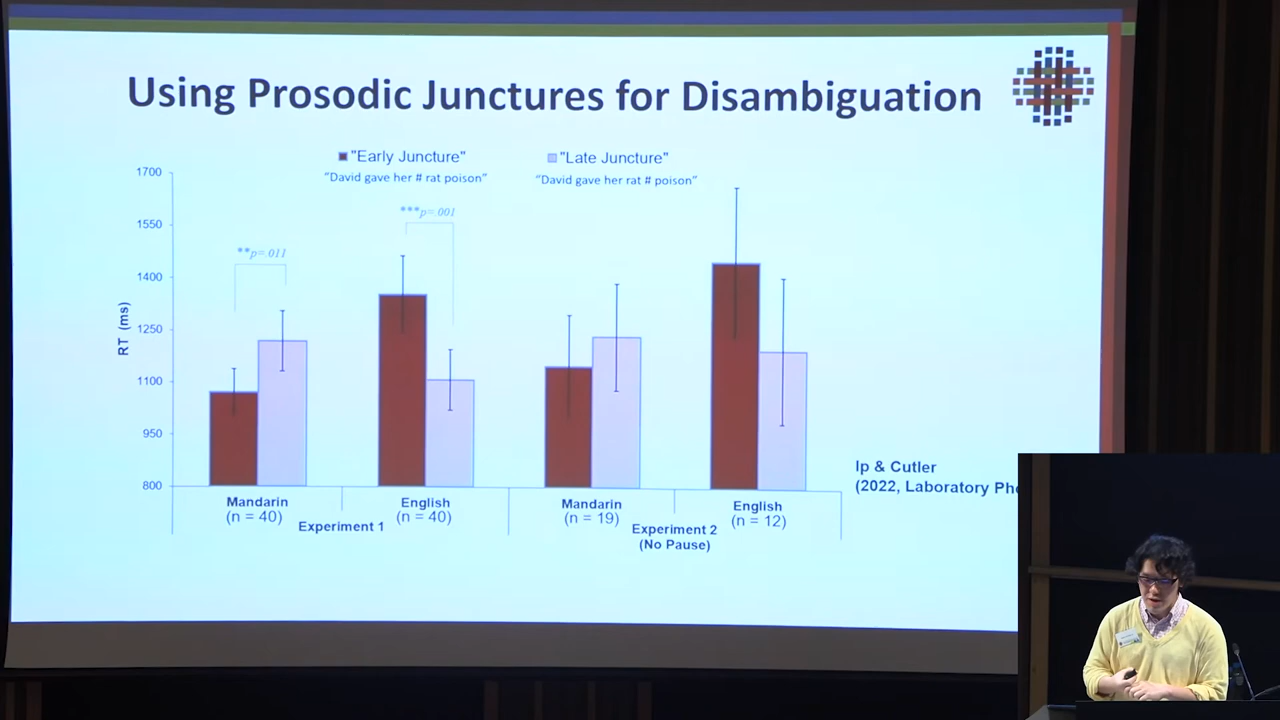 Using Prosodic Junctures for Disambiguation
"Early Juncture"
"Late Juncture"
"David gave her # rat poison"
"David gave her rat # poison"
1700
1550
1400
1250
1100
950
800
RT (ms)
**p=.011
***p=.001
Mandarin
(n = 40)
English
(n = 40)
Experiment 1
Mandarin
(n = 19)
English
(n = 12)
Experiment 2
(No Pause)
Ip & Cutler
(2022, Laboratory Pho